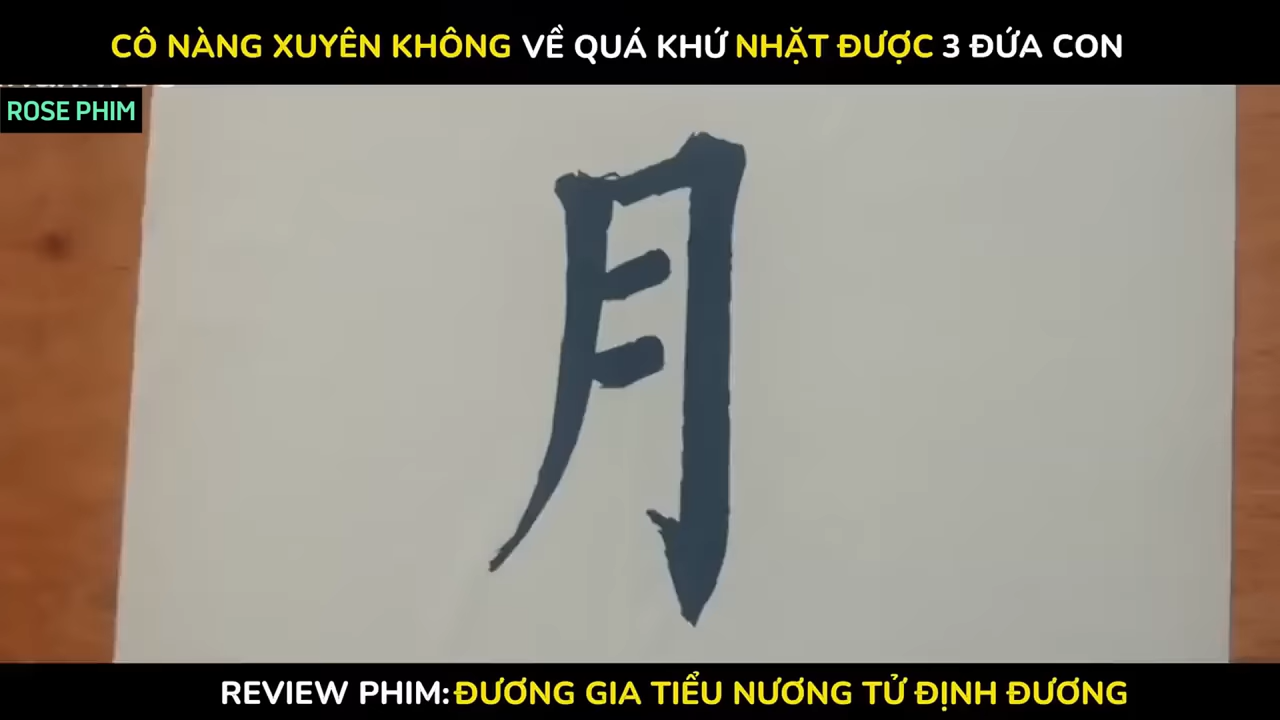 CÔ NÀNG XUYÊN KHÔNG VỀ QUÁ KHỨ NHẶT ĐƯỢC 3 ĐỨA CON
ROSE PHIM
月
REVIEW PHIM: ĐƯƠNG GIA TIỂU NƯƠNG TỬ ĐỊNH ĐƯƠNG